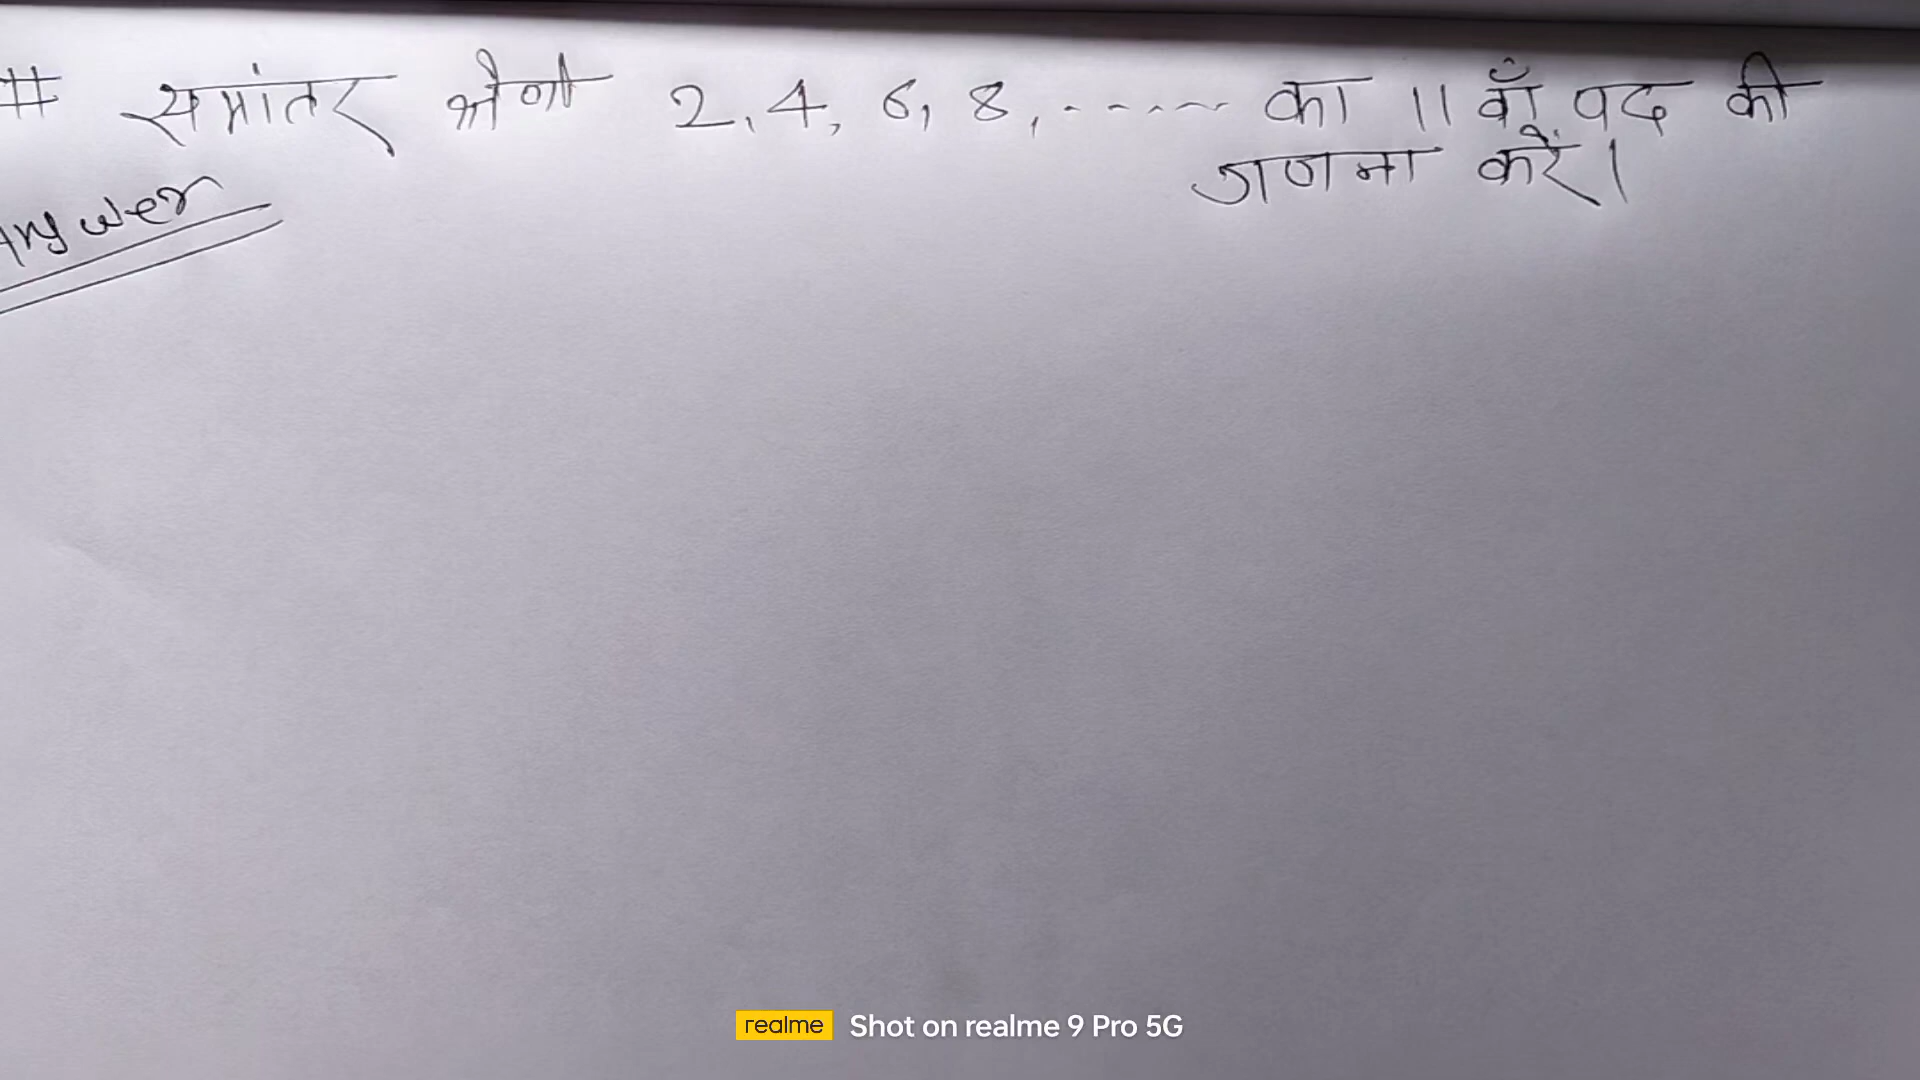 # समांतर श्रेणी 2, 4, 6, 8, ...... का 11 वाँ पद की
गणना करें।
Answer
realme Shot on realme 9 Pro 5G